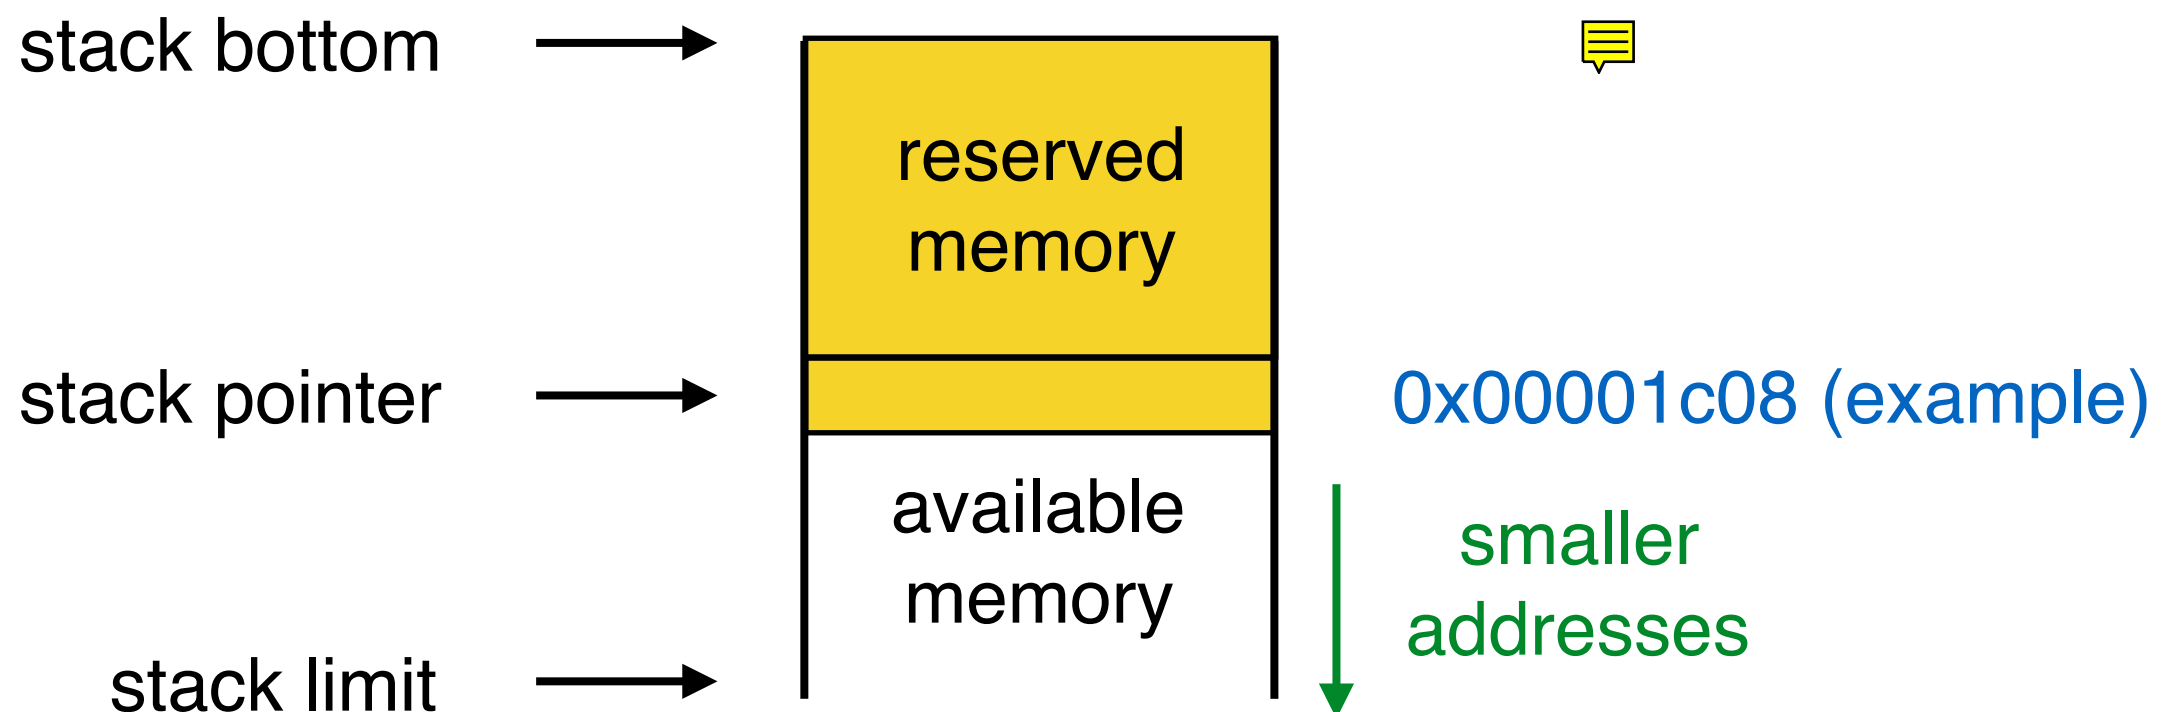 stack bottom
reserved
memory
stack pointer
0x00001c08 (example)
available
memory
smaller
addresses
stack limit